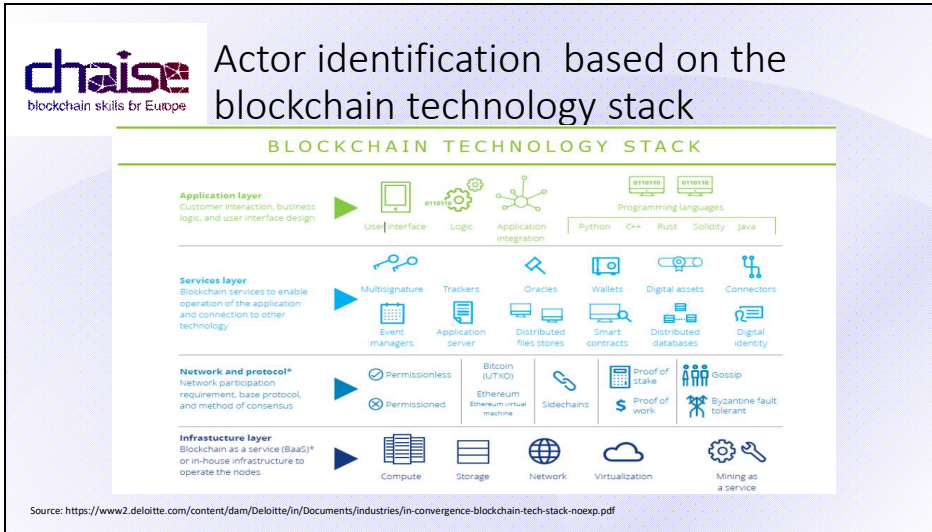 chaise
blockchain skills for Europe
Actor identification based on the
blockchain technology stack
BLOCKCHAIN TECHNOLOGY STACK
Application layer
Customer interaction, business
logic, and user interface design
0110110
User interface
Logic
Application
integration
0110110
0110110
Programming languages
Python
C++
Rust
Solidity
Java
Services layer
Blockchain services to enable
operation of the application
and connection to other
technology
Multisignature
Trackers
Oracles
Wallets
Digital assets
Connectors
Event
managers
Application
server
Distributed
files stores
Smart
contracts
Distributed
databases
Digital
identity
Network and protocol*
Network participation
requirement, base protocol,
and method of consensus
Permissionless
Permissioned
Bitcoin
(UTXO)
Ethereum
Ethereum virtual
machine
Sidechains
Proof of
stake
$ Proof of
work
Gossip
Byzantine fault
tolerant
Infrastucture layer
Blockchain as a service (BaaS)*
or in-house infrastructure to
operate the nodes
Compute
Storage
Network
Virtualization
Mining as
a service
Source: https://www2.deloitte.com/content/dam/Deloitte/in/Documents/industries/in-convergence-blockchain-tech-stack-noexp.pdf